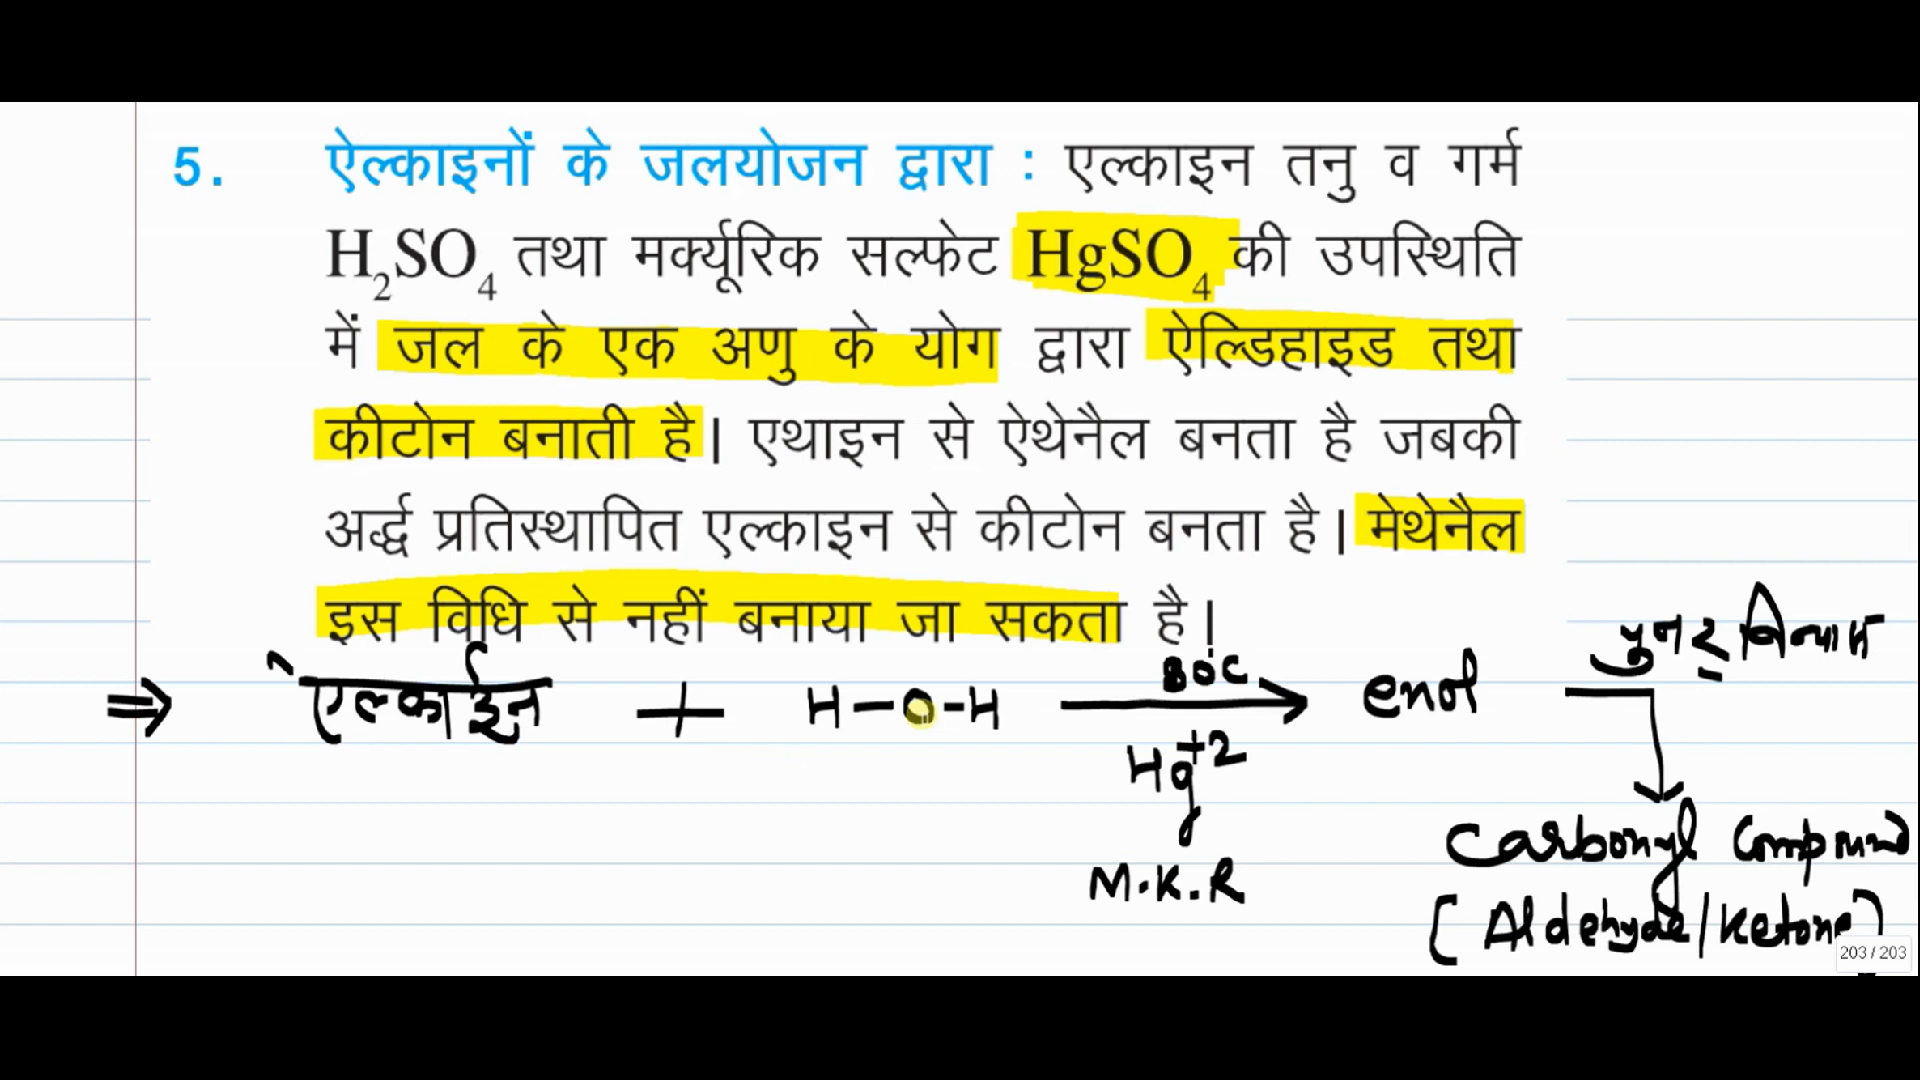 5. ऐल्काइनों के जलयोजन द्वारा : एल्काइन तनु व गर्म
H₂SO₄ तथा मर्क्यूरिक सल्फेट HgSO₄ की उपस्थिति
में जल के एक अणु के योग द्वारा ऐल्डिहाइड तथा
कीटोन बनाती है। एथाइन से ऐथेनैल बनता है जबकी
अर्द्ध प्रतिस्थापित एल्काइन से कीटोन बनता है। मेथेनैल
इस विधि से नहीं बनाया जा सकता है।
पुनर विन्यास
⇒ एल्काईन + H-O-H 80°C → enol
Hg+2
M.K.R
Carbonyl Compound
[Aldehyde/Ketone]
203 / 203